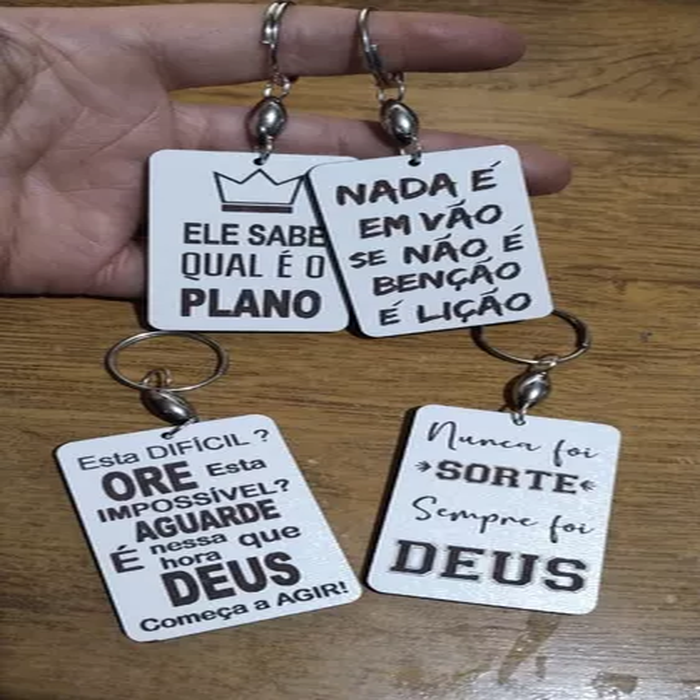 ELE SABE
QUAL É O
PLANO
NADA É
EM VÃO
SE NÃO É
BENÇÃO
É LIÇÃO
Esta DIFÍCIL ?
ORE Esta
IMPOSSÍVEL?
AGUARDE
É nessa hora que
DEUS
Começa a AGIR!
Nunca foi
SORTE
Sempre foi
DEUS